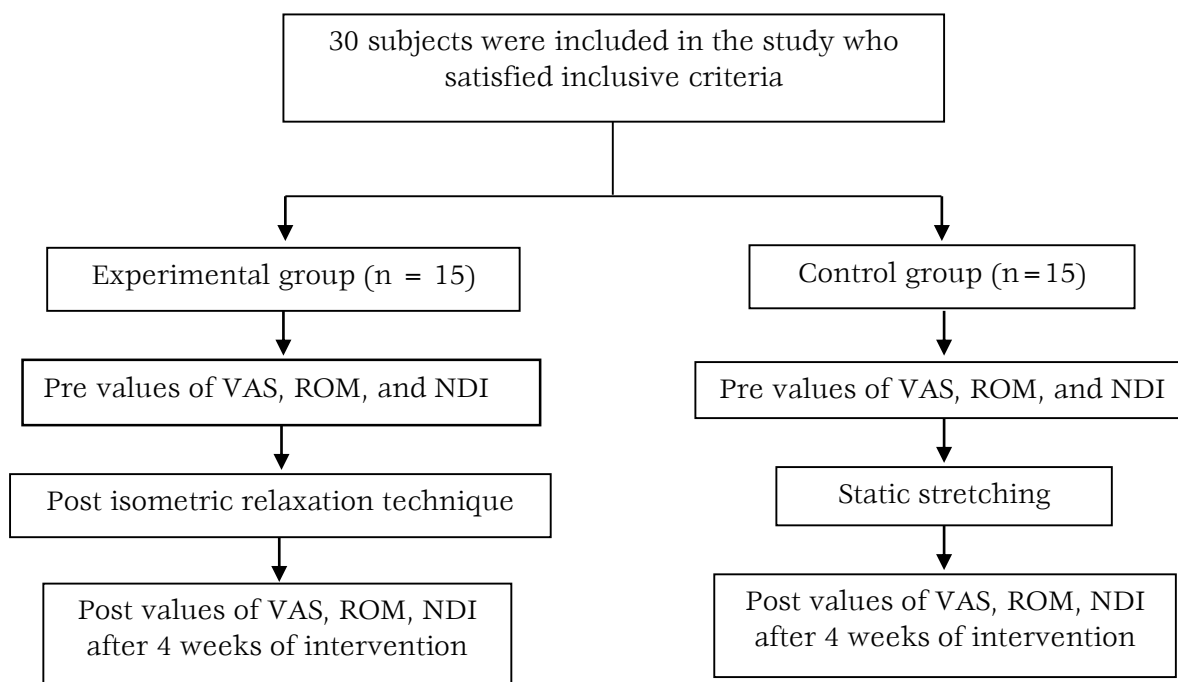 30 subjects were included in the study who
satisfied inclusive criteria
Experimental group (n = 15)
Control group (n=15)
Pre values of VAS, ROM, and NDI
Pre values of VAS, ROM, and NDI
Post isometric relaxation technique
Static stretching
Post values of VAS, ROM, NDI
after 4 weeks of intervention
Post values of VAS, ROM, NDI
after 4 weeks of intervention